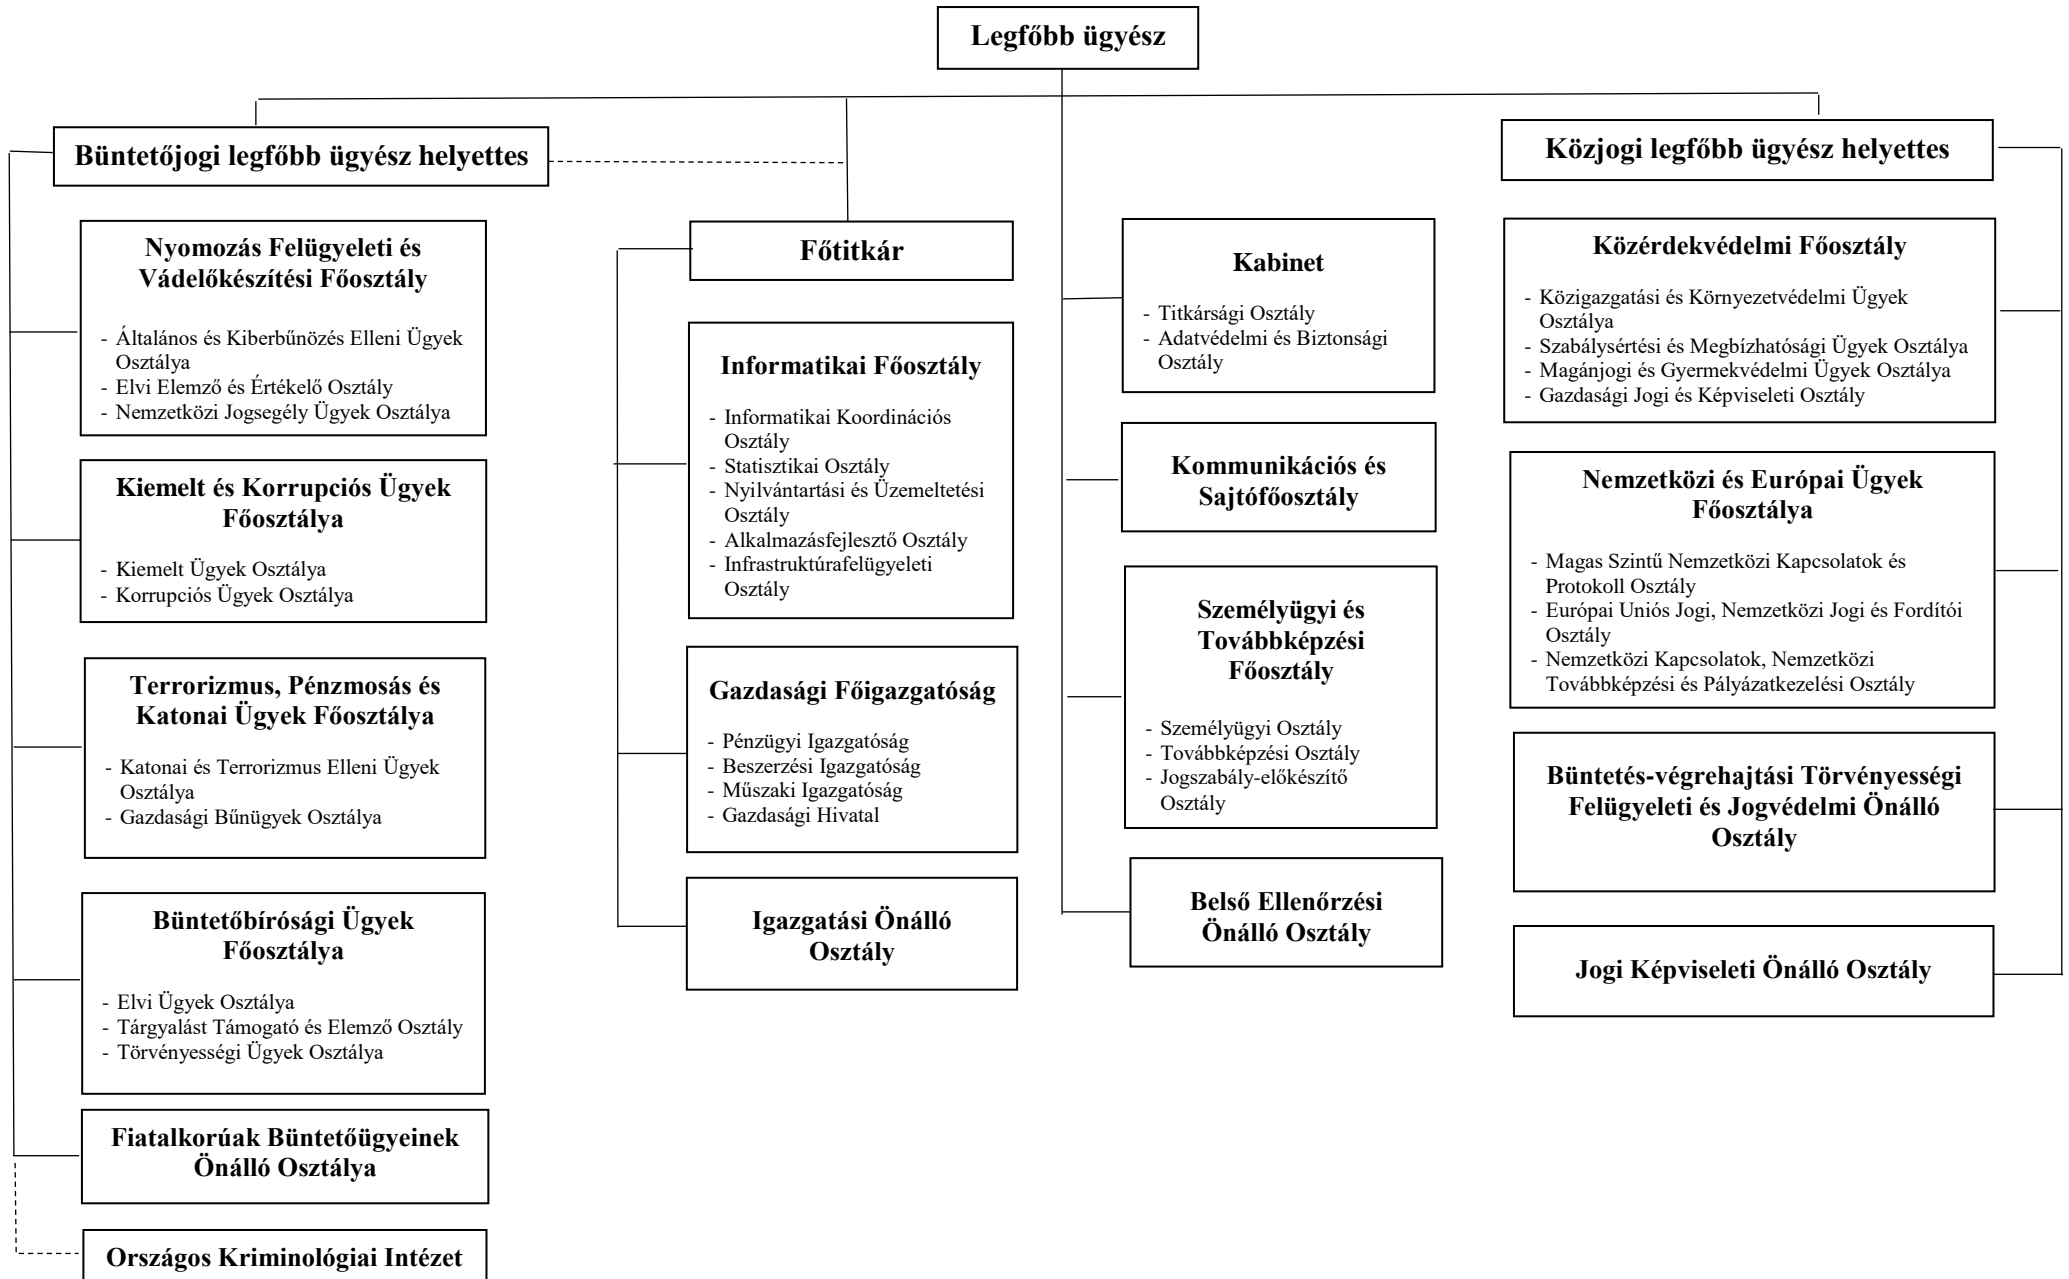 Legfőbb ügyész
Büntetőjogi legfőbb ügyész helyettes
Nyomozás Felügyeleti és
Vádelőkészítési Főosztály
- Általános és Kiberbűnözés Elleni Ügyek
Osztálya
- Elvi Elemző és Értékelő Osztály
- Nemzetközi Jogsegély Ügyek Osztálya
Kiemelt és Korrupciós Ügyek
Főosztálya
- Kiemelt Ügyek Osztálya
- Korrupciós Ügyek Osztálya
Terrorizmus, Pénzmosás és
Katonai Ügyek Főosztálya
- Katonai és Terrorizmus Elleni Ügyek
Osztálya
- Gazdasági Bűnügyek Osztálya
Büntetőbírósági Ügyek
Főosztálya
- Elvi Ügyek Osztálya
- Tárgyalást Támogató és Elemző Osztály
- Törvényességi Ügyek Osztálya
Fiatalkorúak Büntetőügyeinek
Önálló Osztálya
Országos Kriminológiai Intézet
Főtitkár
Informatikai Főosztály
- Informatikai Koordinációs
Osztály
- Statisztikai Osztály
- Nyilvántartási és Üzemeltetési
Osztály
- Alkalmazásfejlesztő Osztály
- Infrastruktúrafelügyeleti
Osztály
Gazdasági Főigazgatóság
- Pénzügyi Igazgatóság
- Beszerzési Igazgatóság
- Műszaki Igazgatóság
- Gazdasági Hivatal
Igazgatási Önálló
Osztály
Kabinet
- Titkársági Osztály
- Adatvédelmi és Biztonsági
Osztály
Kommunikációs és
Sajtófőosztály
Személyügyi és
Továbbképzési
Főosztály
- Személyügyi Osztály
- Továbbképzési Osztály
- Jogszabály-előkészítő
Osztály
Belső Ellenőrzési
Önálló Osztály
Közjogi legfőbb ügyész helyettes
Közérdekvédelmi Főosztály
- Közigazgatási és Környezetvédelmi Ügyek
Osztálya
- Szabálysértési és Megbízhatósági Ügyek Osztálya
- Magánjogi és Gyermekvédelmi Ügyek Osztálya
- Gazdasági Jogi és Képviseleti Osztály
Nemzetközi és Európai Ügyek
Főosztálya
- Magas Szintű Nemzetközi Kapcsolatok és
Protokoll Osztály
- Európai Uniós Jogi, Nemzetközi Jogi és Fordítói
Osztály
- Nemzetközi Kapcsolatok, Nemzetközi
Továbbképzési és Pályázatkezelési Osztály
Büntetés-végrehajtási Törvényességi
Felügyeleti és Jogvédelmi Önálló
Osztály
Jogi Képviseleti Önálló Osztály